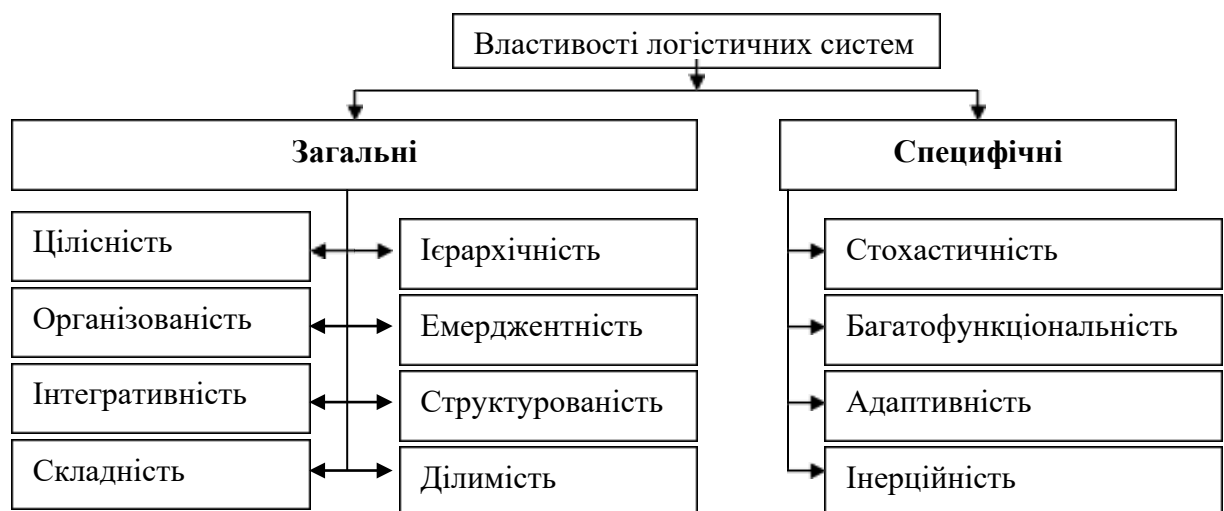 Властивості логістичних систем
Загальні
Специфічні
Цілісність
Ієрархічність
Стохастичність
Організованість
Емерджентність
Багатофункціональність
Інтегративність
Структурованість
Адаптивність
Складність
Ділимість
Інерційність